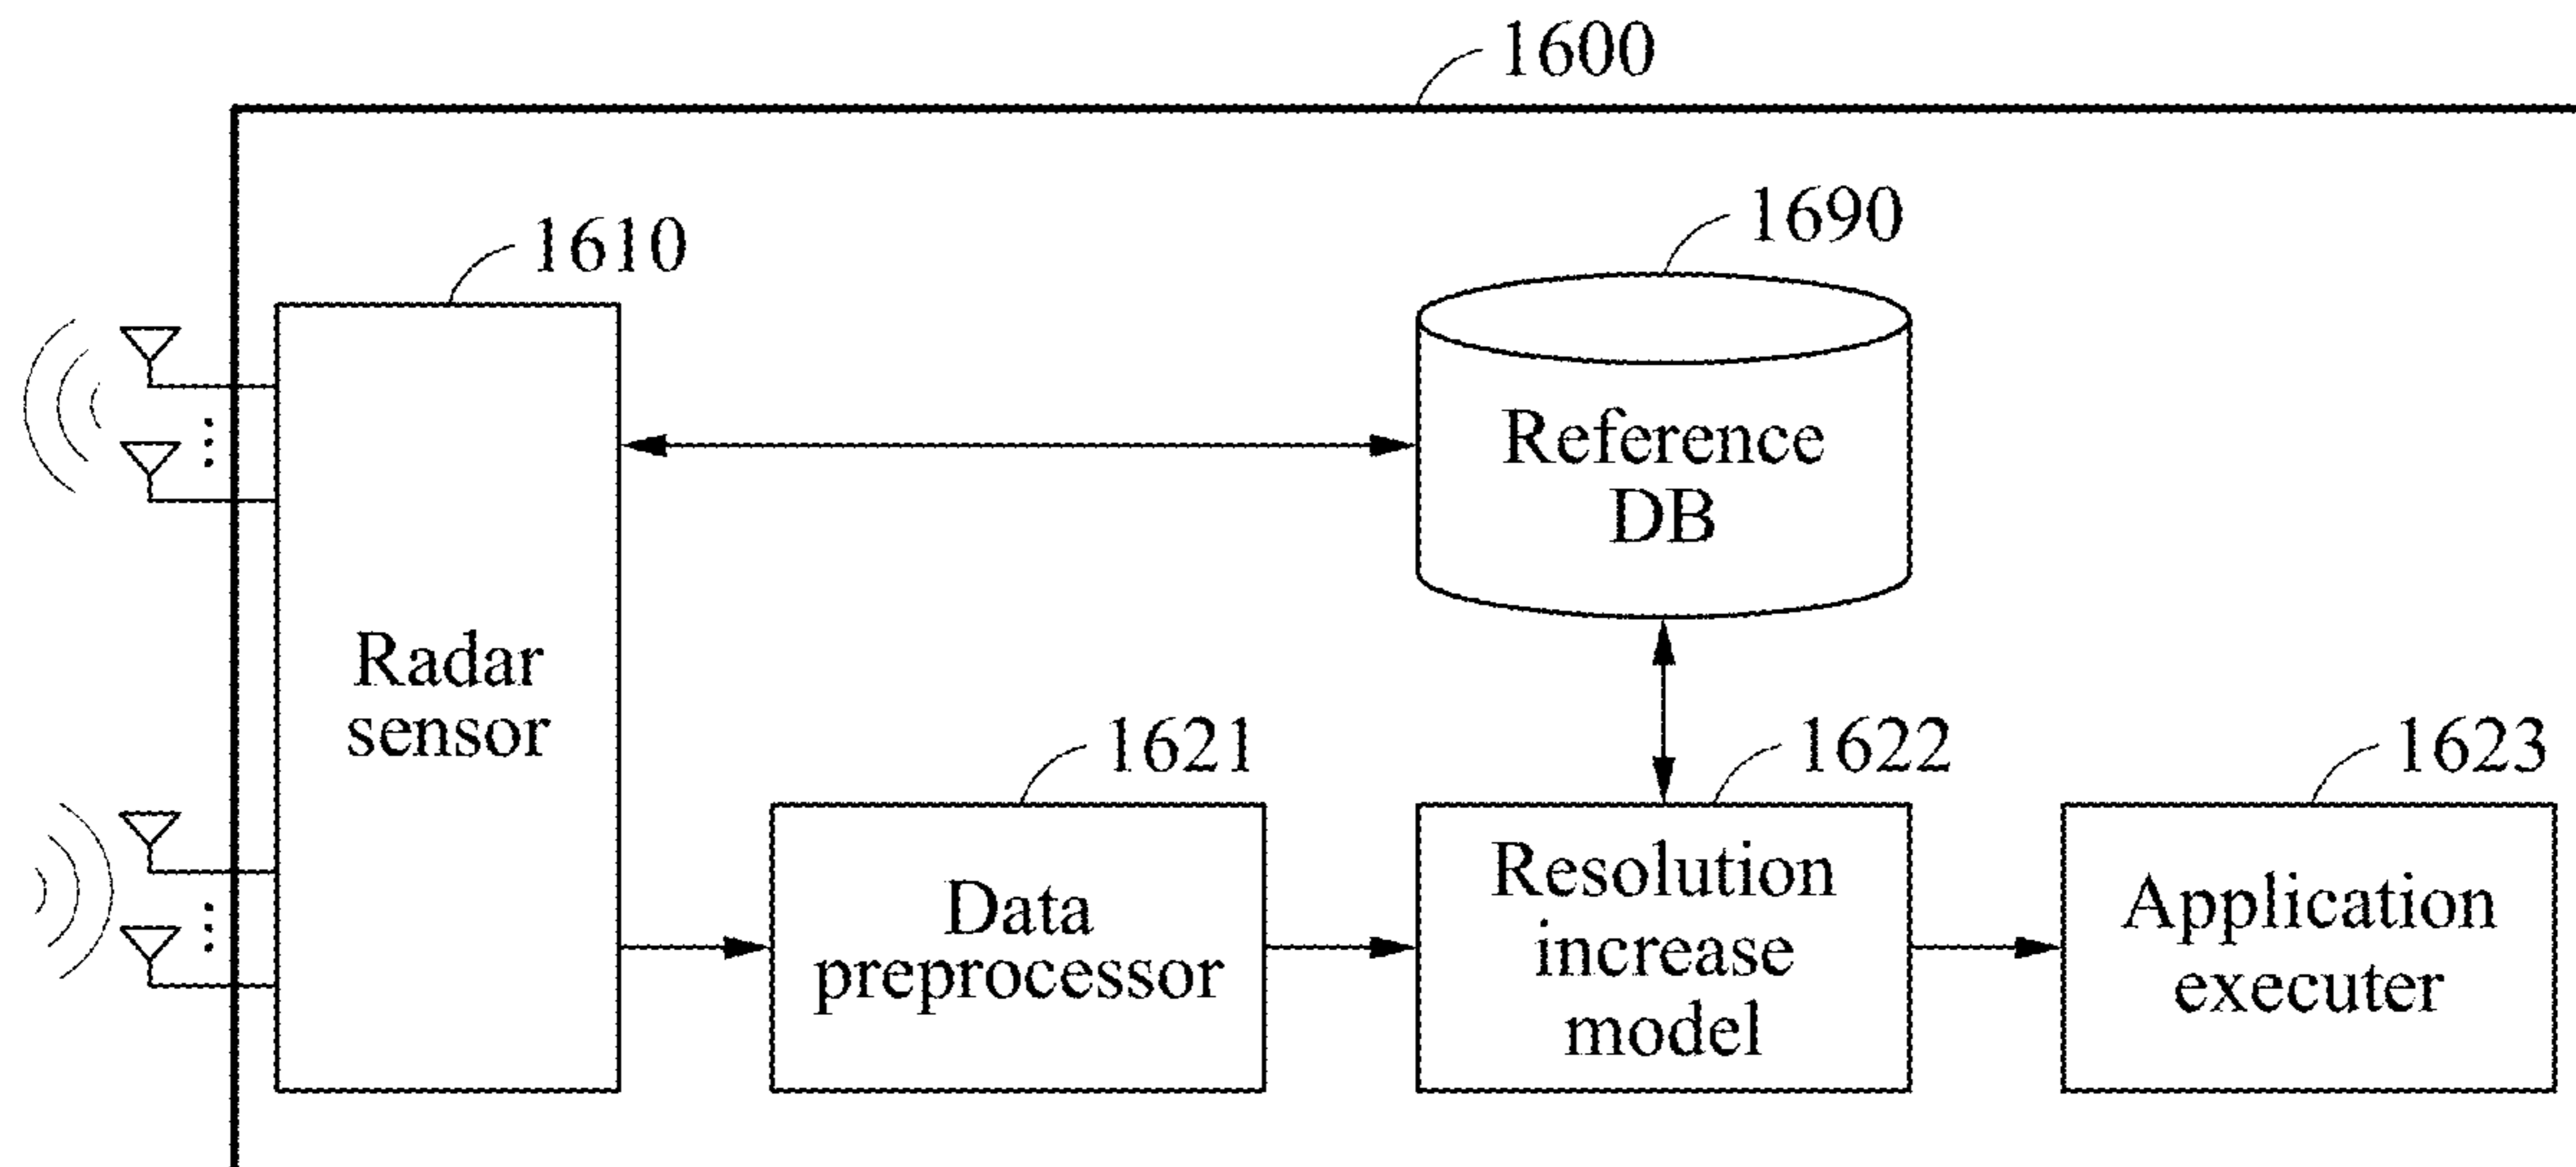 1600
1690
1610
Reference
DB
Radar
sensor
1621
1622
1623
Data
preprocessor
Resolution
increase
model
Application
executer